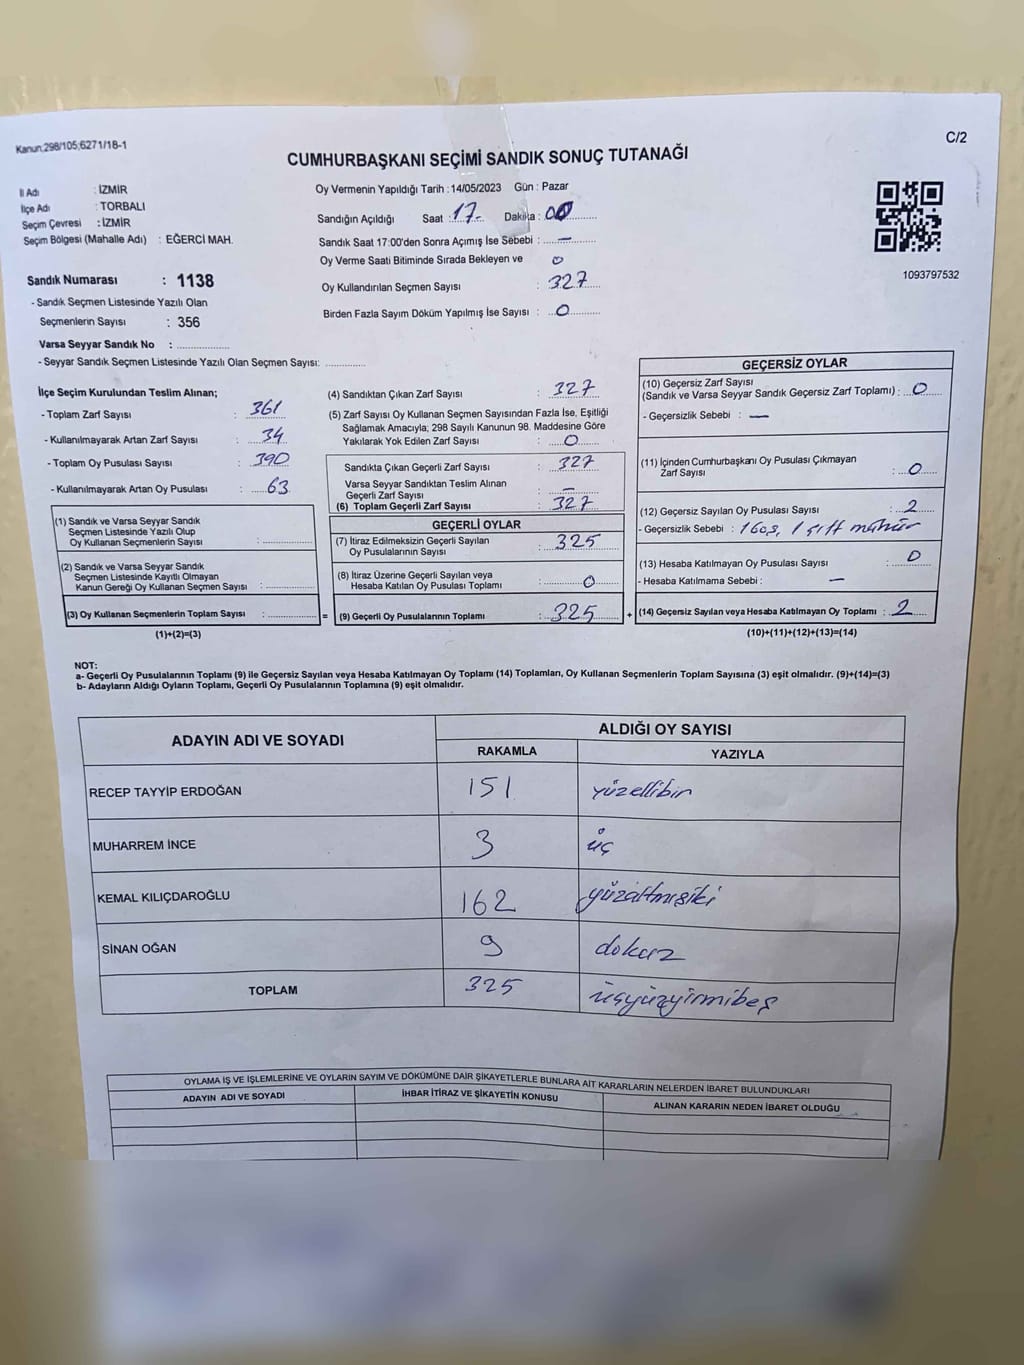 Kanun;298/105;6271/18-1
C/2
CUMHURBAŞKANI SEÇİMİ SANDIK SONUÇ TUTANAĞI
İl Adı : İZMİR
İlçe Adı : TORBALI
Seçim Çevresi : İZMİR
Seçim Bölgesi (Mahalle Adı) : EĞERCİ MAH.
Sandık Numarası : 1138
- Sandık Seçmen Listesinde Yazılı Olan
Seçmenlerin Sayısı : 356
Varsa Seyyar Sandık No : ..................
- Seyyar Sandık Seçmen Listesinde Yazılı Olan Seçmen Sayısı: ..............
Oy Vermenin Yapıldığı Tarih : 14/05/2023 Gün : Pazar
Sandığın Açıldığı Saat : 17.- Dakika : 00
Sandık Saat 17:00'den Sonra Açımış İse Sebebi : —
Oy Verme Saati Bitiminde Sırada Bekleyen ve 0
Oy Kullandırılan Seçmen Sayısı : 327
Birden Fazla Sayım Döküm Yapılmış İse Sayısı : 0
1093797532
İlçe Seçim Kurulundan Teslim Alınan;
- Toplam Zarf Sayısı : 361
- Kullanılmayarak Artan Zarf Sayısı : 34
- Toplam Oy Pusulası Sayısı : 390
- Kullanılmayarak Artan Oy Pusulası : 63
(1) Sandık ve Varsa Seyyar Sandık
Seçmen Listesinde Yazılı Olup
Oy Kullanan Seçmenlerin Sayısı : ..............
(2) Sandık ve Varsa Seyyar Sandık
Seçmen Listesinde Kayıtlı Olmayan
Kanun Gereği Oy Kullanan Seçmen Sayısı : ..............
(3) Oy Kullanan Seçmenlerin Toplam Sayısı : .............. =
(1)+(2)=(3)
(4) Sandıktan Çıkan Zarf Sayısı : 327
(5) Zarf Sayısı Oy Kullanan Seçmen Sayısından Fazla İse, Eşitliği
Sağlamak Amacıyla; 298 Sayılı Kanunun 98. Maddesine Göre
Yakılarak Yok Edilen Zarf Sayısı : 0
Sandıkta Çıkan Geçerli Zarf Sayısı : 327
Varsa Seyyar Sandıktan Teslim Alınan
Geçerli Zarf Sayısı : —
(6) Toplam Geçerli Zarf Sayısı : 327
GEÇERLİ OYLAR
(7) İtiraz Edilmeksizin Geçerli Sayılan
Oy Pusulalarının Sayısı : 325
(8) İtiraz Üzerine Geçerli Sayılan veya
Hesaba Katılan Oy Pusulası Toplamı : 0
(9) Geçerli Oy Pusulalarının Toplamı : 325 +
GEÇERSİZ OYLAR
(10) Geçersiz Zarf Sayısı
(Sandık ve Varsa Seyyar Sandık Geçersiz Zarf Toplamı) : 0
- Geçersizlik Sebebi : —
(11) İçinden Cumhurbaşkanı Oy Pusulası Çıkmayan
Zarf Sayısı : 0
(12) Geçersiz Sayılan Oy Pusulası Sayısı : 2
- Geçersizlik Sebebi : 1 boş, 1 çift mühür
(13) Hesaba Katılmayan Oy Pusulası Sayısı : 0
- Hesaba Katılmama Sebebi : —
(14) Geçersiz Sayılan veya Hesaba Katılmayan Oy Toplamı : 2
(10)+(11)+(12)+(13)=(14)
NOT:
a- Geçerli Oy Pusulalarının Toplamı (9) ile Geçersiz Sayılan veya Hesaba Katılmayan Oy Toplamı (14) Toplamları, Oy Kullanan Seçmenlerin Toplam Sayısına (3) eşit olmalıdır. (9)+(14)=(3)
b- Adayların Aldığı Oyların Toplamı, Geçerli Oy Pusulalarının Toplamına (9) eşit olmalıdır.
ADAYIN ADI VE SOYADI
ALDIĞI OY SAYISI
RAKAMLA YAZIYLA
RECEP TAYYİP ERDOĞAN 151 yüzellibir
MUHARREM İNCE 3 üç
KEMAL KILIÇDAROĞLU 162 yüzaltmışiki
SİNAN OĞAN 9 dokuz
TOPLAM 325 üçyüzyirmibeş
OYLAMA İŞ VE İŞLEMLERİNE VE OYLARIN SAYIM VE DÖKÜMÜNE DAİR ŞİKAYETLERLE BUNLARA AİT KARARLARIN NELERDEN İBARET BULUNDUKLARI
ADAYIN ADI VE SOYADI İHBAR İTİRAZ VE ŞİKAYETİN KONUSU ALINAN KARARIN NEDEN İBARET OLDUĞU